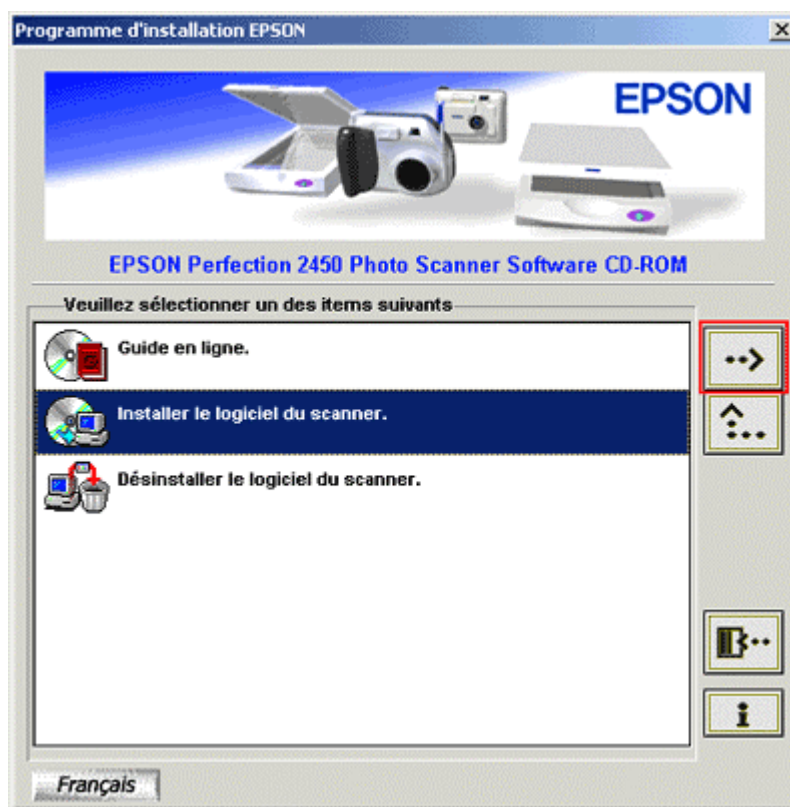 Programme d'installation EPSON
EPSON
EPSON Perfection 2450 Photo Scanner Software CD-ROM
Veuillez sélectionner un des items suivants
Guide en ligne.
Installer le logiciel du scanner.
Désinstaller le logiciel du scanner.
Français